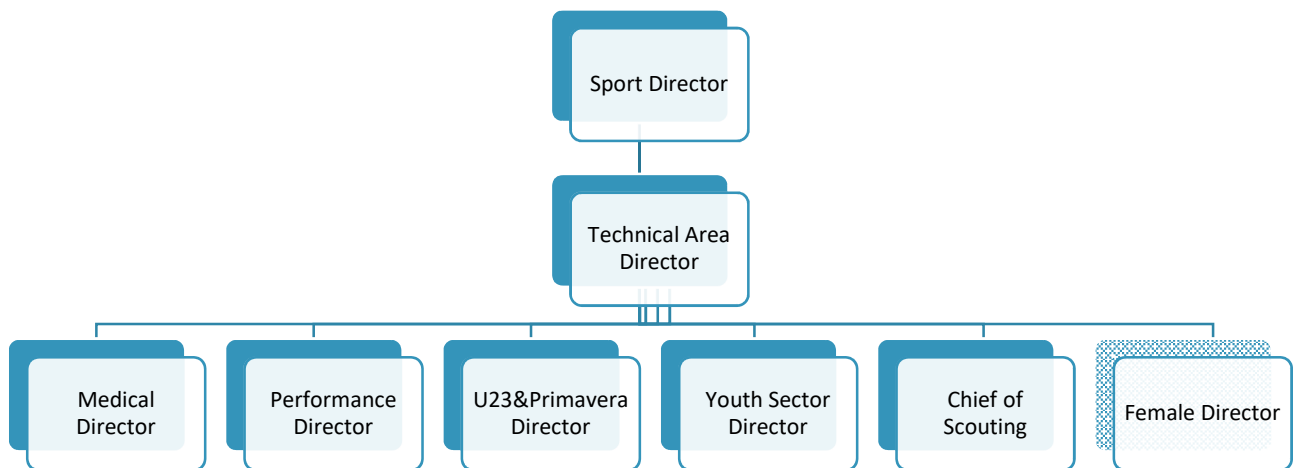 Sport Director
Technical Area
Director
Medical
Director
Performance
Director
U23&Primavera
Director
Youth Sector
Director
Chief of
Scouting
Female Director